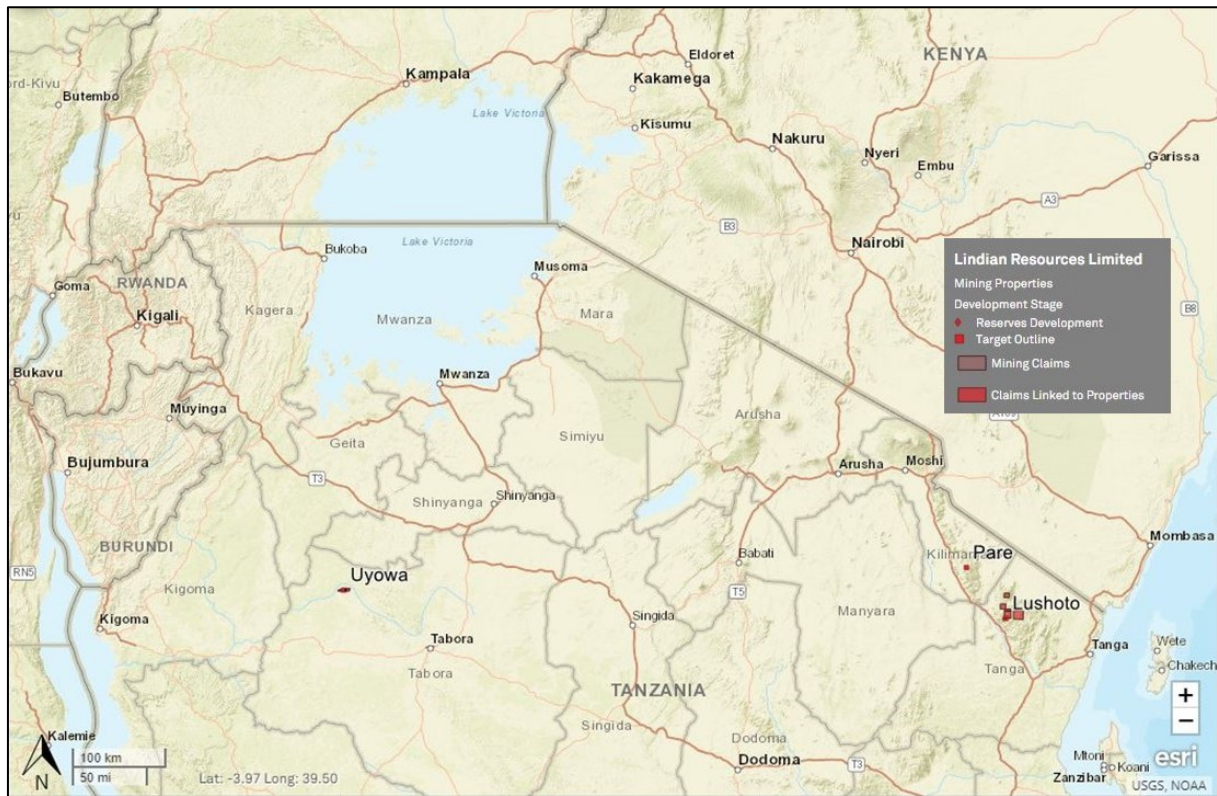 KENYA
Eldoret
Kampala
Kakamega
ord-Kivu
Butembo
Lake Victoria
Kisumu
Nakuru
Nyeri
Embu
Garissa
A3
B3
Lake Victoria
Bukoba
Nairobi
Musoma
RWANDA
Goma
Kigali
Kagera
Mwanza
Mara
Lindian Resources Limited
Mining Properties
Development Stage
Reserves Development
Target Outline
Mining Claims
Claims Linked to Properties
B8
Bukavu
Mwanza
Muyinga
Geita
Simiyu
Arusha
Bujumbura
T3
Shinyanga
Shinyanga
Arusha
Moshi
BURUNDI
RN5
Kigoma
Uyowa
Babati
T5
Pare
Mombasa
Manyara
Lushoto
Kigoma
Singida
Tabora
Tabora
Tanga
Tanga
Wete
Chakech
TANZANIA
Singida
Dodoma
Dodoma
T3
Kalemie
N
100 km
50 mi
Lat: -3.97 Long: 39.50
+
−
esri
Mtoni
Koani
Zanzibar
USGS, NOAA